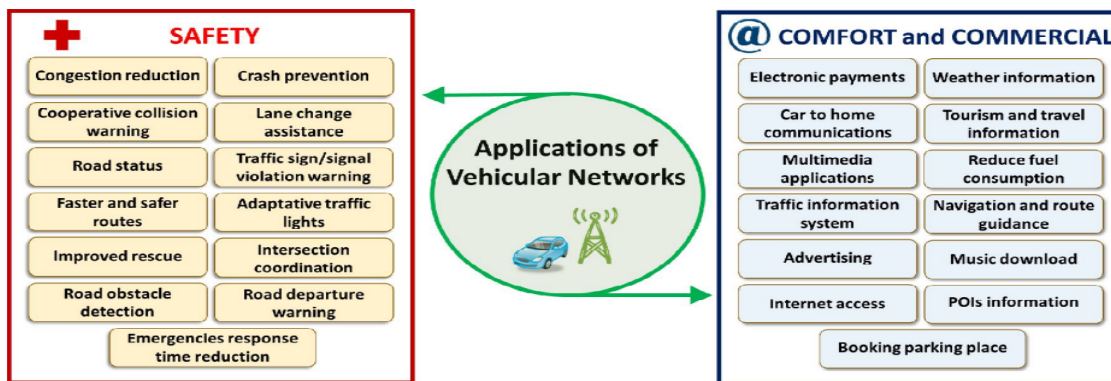 SAFETY
Congestion reduction
Crash prevention
Cooperative collision
warning
Lane change
assistance
Road status
Traffic sign/signal
violation warning
Faster and safer
routes
Adaptative traffic
lights
Improved rescue
Intersection
coordination
Road obstacle
detection
Road departure
warning
Emergencies response
time reduction
Applications of
Vehicular Networks
@ COMFORT and COMMERCIAL
Electronic payments
Weather information
Car to home
communications
Tourism and travel
information
Multimedia
applications
Reduce fuel
consumption
Traffic information
system
Navigation and route
guidance
Advertising
Music download
Internet access
POIs information
Booking parking place